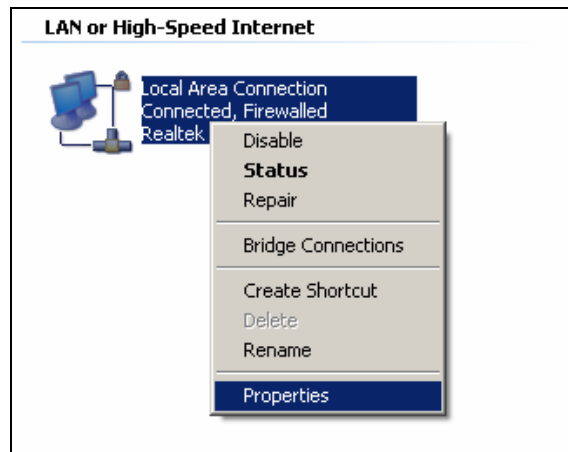 LAN or High-Speed Internet
Local Area Connection
Connected, Firewalled
Realtek
Disable
Status
Repair
Bridge Connections
Create Shortcut
Delete
Rename
Properties